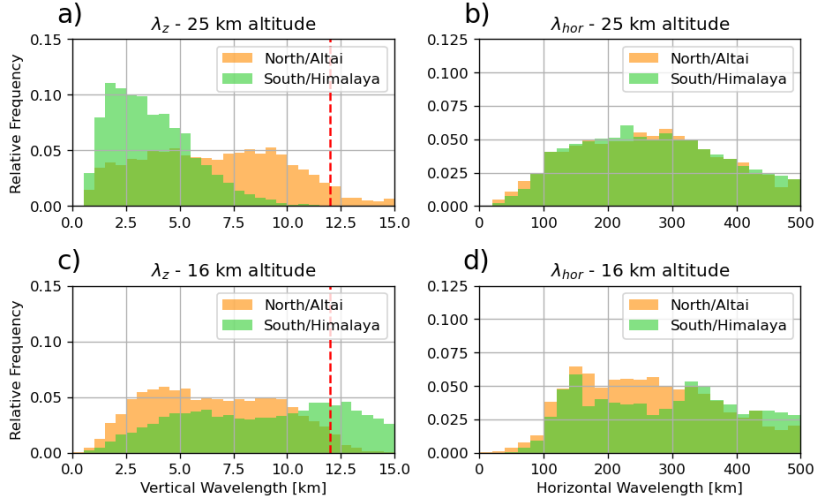 a)
λz - 25 km altitude
Relative Frequency
0.15
0.10
0.05
0.00
North/Altai
South/Himalaya
0.0 2.5 5.0 7.5 10.0 12.5 15.0
b)
λhor - 25 km altitude
0.125
0.100
0.075
0.050
0.025
0.000
North/Altai
South/Himalaya
0 100 200 300 400 500
c)
λz - 16 km altitude
Relative Frequency
0.15
0.10
0.05
0.00
North/Altai
South/Himalaya
0.0 2.5 5.0 7.5 10.0 12.5 15.0
Vertical Wavelength [km]
d)
λhor - 16 km altitude
0.125
0.100
0.075
0.050
0.025
0.000
North/Altai
South/Himalaya
0 100 200 300 400 500
Horizontal Wavelength [km]